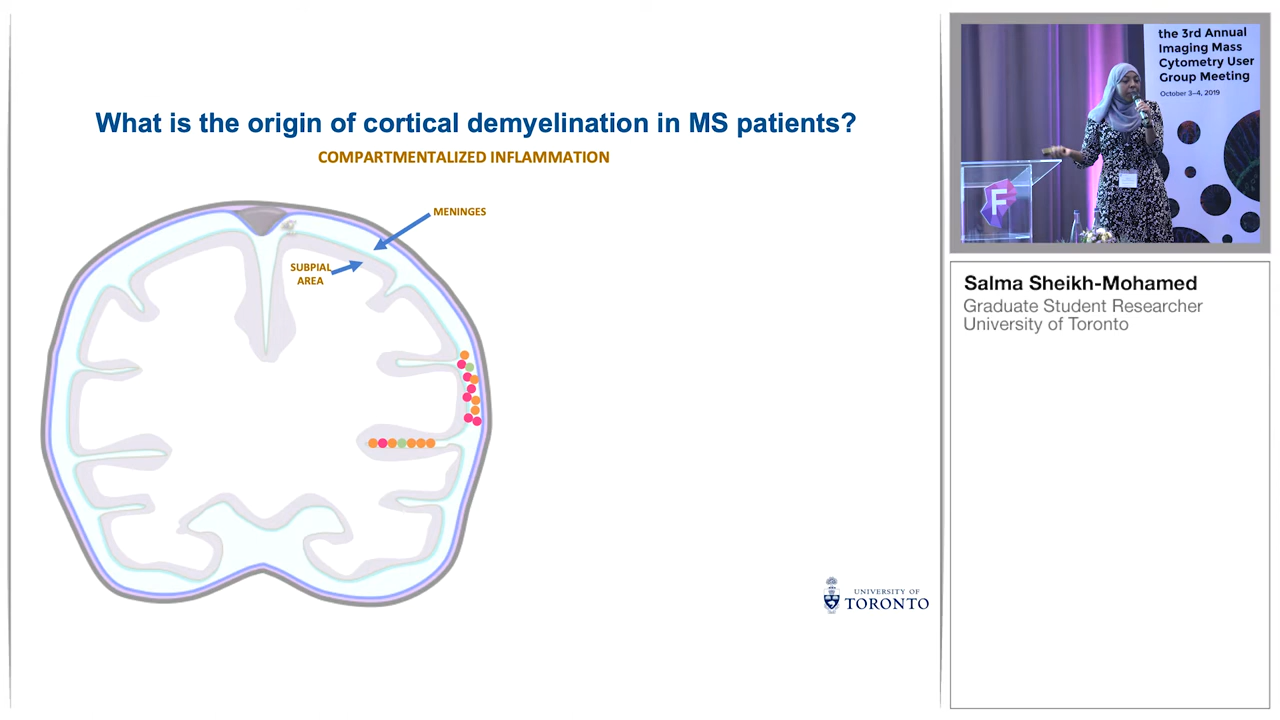 What is the origin of cortical demyelination in MS patients?
COMPARTMENTALIZED INFLAMMATION
MENINGES
SUBPIAL
AREA
UNIVERSITY OF
TORONTO
the 3rd Annual
Imaging Mass
Cytometry User
Group Meeting
October 3–4, 2019
F
Salma Sheikh-Mohamed
Graduate Student Researcher
University of Toronto